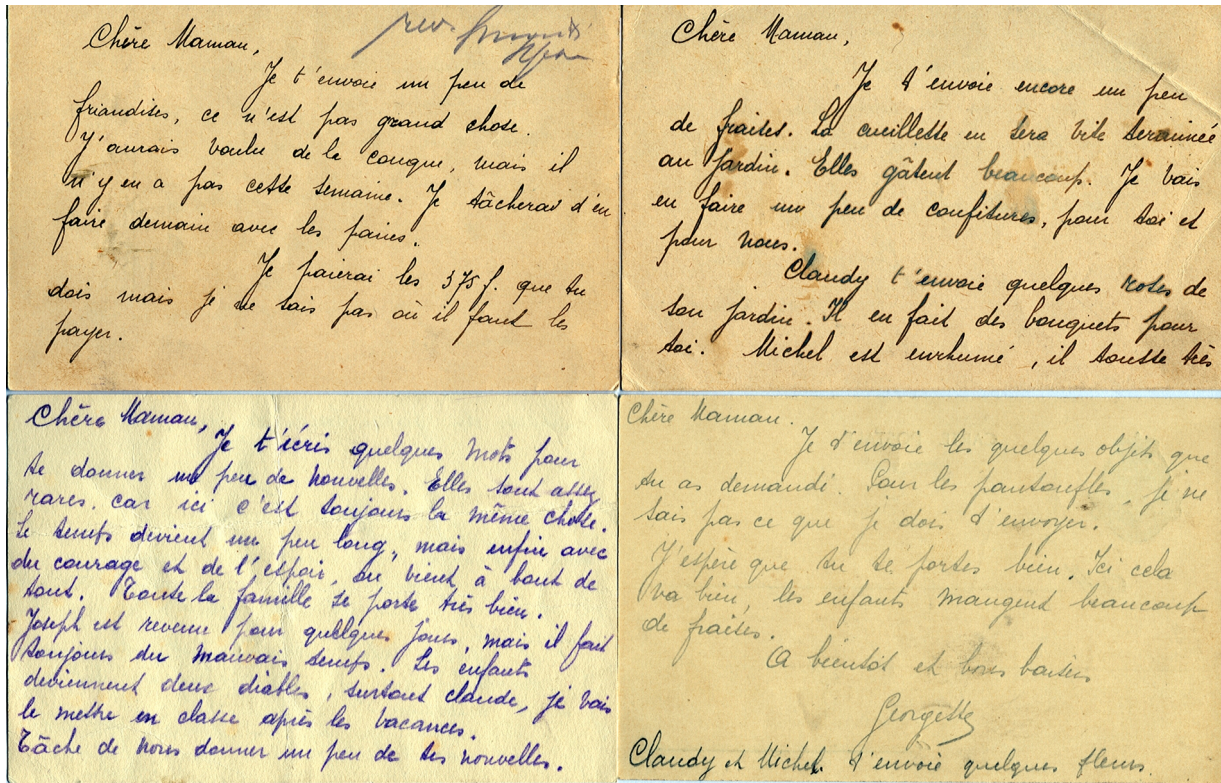 Chère Maman,
Je t'envoie un peu de
friandises, ce n'est pas grand chose.
J'aurais voulu de la couque, mais il
n'y en a pas cette semaine. Je tâcherai d'en
faire demain avec les pains.
Je paierai les 375 f. que tu
dois mais je ne sais pas où il faut les
payer.
Chère Maman,
Je t'envoie encore un peu
de fraises. La cueillette en sera vite terminée
au jardin. Elles gâtent beaucoup. Je vais
en faire un peu de confitures, pour toi et
pour nous.
Claudy t'envoie quelques roses de
son jardin. Il en fait des bouquets pour
toi. Michel est enrhumé, il tousse très
Chère Maman,
Je t'écris quelques mots pour
te donner un peu de nouvelles. Elles sont assez
rares, car ici c'est toujours la même chose.
Le temps devient un peu long, mais enfin avec
du courage et de l'espoir, on vient à bout de
tout. Toute la famille se porte très bien.
Joseph est revenu pour quelques jours, mais il fait
toujours du mauvais temps. Les enfants
deviennent deux diables, surtout Claude, je vais
le mettre en classe après les vacances.
Tâche de nous donner un peu de tes nouvelles.
Chère Maman.
Je t'envoie les quelques objets que
tu as demandé. Pour les pantoufles, je ne
sais pas ce que je dois t'envoyer.
J'espère que tu te portes bien. Ici cela
va bien, les enfants mangent beaucoup
de fraises.
A bientôt et bons baisers
Georgette
Claudy et Michel t'envoie quelques fleurs.